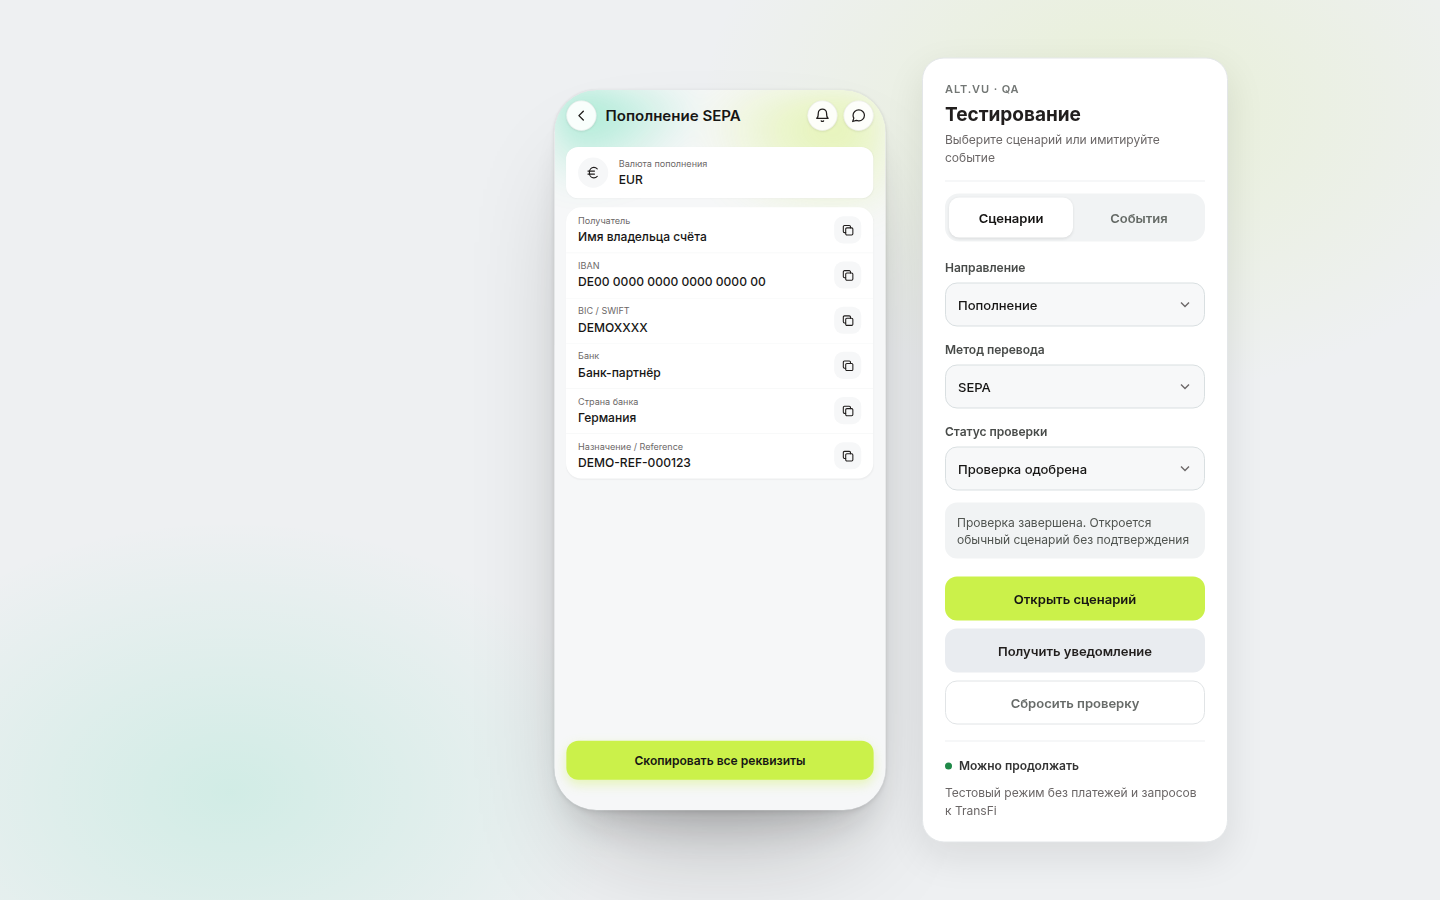 Пополнение SEPA
Валюта пополнения
EUR
Получатель
Имя владельца счёта
IBAN
DE00 0000 0000 0000 0000 00
BIC / SWIFT
DEMOXXXX
Банк
Банк-партнёр
Страна банка
Германия
Назначение / Reference
DEMO-REF-000123
Скопировать все реквизиты
ALT.VU · QA
Тестирование
Выберите сценарий или имитируйте
событие
Сценарии
События
Направление
Пополнение
Метод перевода
SEPA
Статус проверки
Проверка одобрена
Проверка завершена. Откроется
обычный сценарий без подтверждения
Открыть сценарий
Получить уведомление
Сбросить проверку
Можно продолжать
Тестовый режим без платежей и запросов
к TransFi